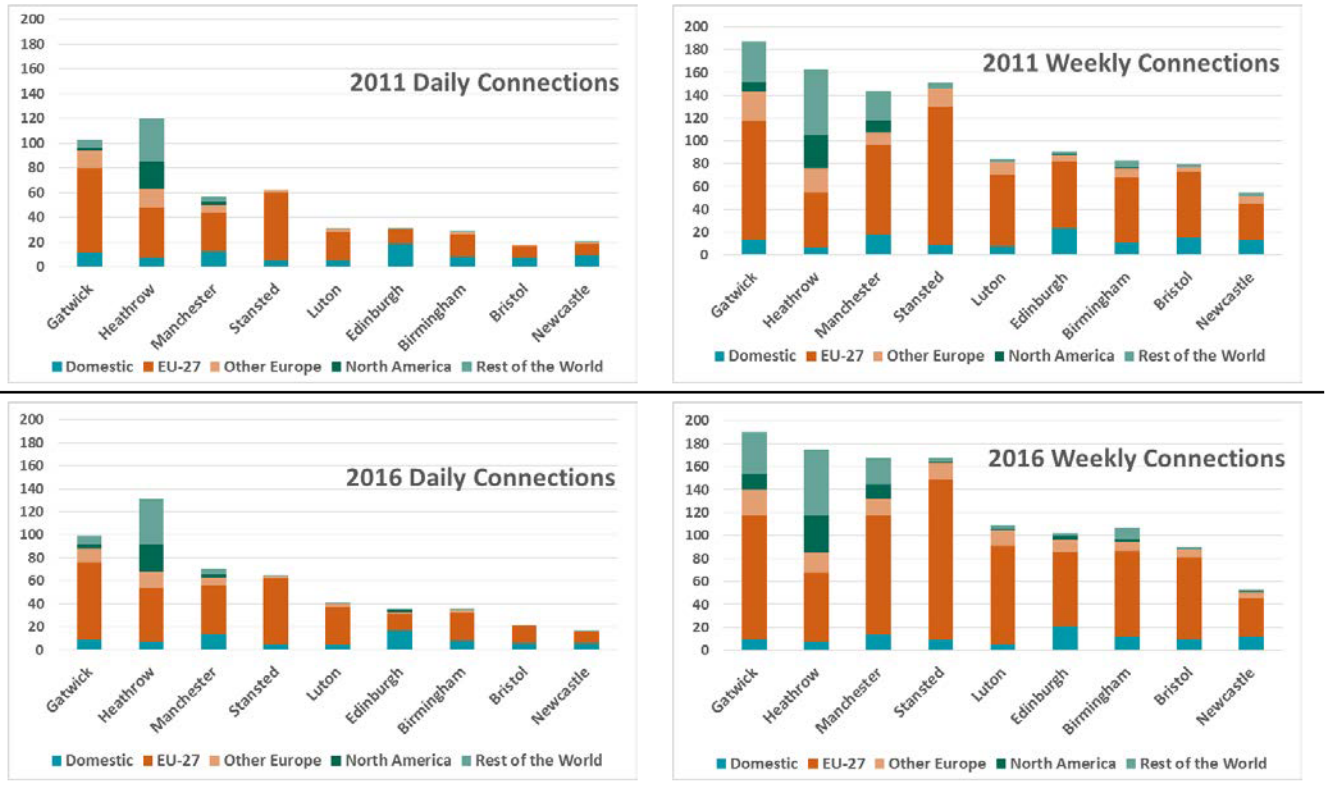 2011 Daily Connections
200
180
160
140
120
100
80
60
40
20
0
Gatwick
Heathrow
Manchester
Stansted
Luton
Edinburgh
Birmingham
Bristol
Newcastle
Domestic EU-27 Other Europe North America Rest of the World
2011 Weekly Connections
200
180
160
140
120
100
80
60
40
20
0
Gatwick
Heathrow
Manchester
Stansted
Luton
Edinburgh
Birmingham
Bristol
Newcastle
Domestic EU-27 Other Europe North America Rest of the World
2016 Daily Connections
200
180
160
140
120
100
80
60
40
20
0
Gatwick
Heathrow
Manchester
Stansted
Luton
Edinburgh
Birmingham
Bristol
Newcastle
Domestic EU-27 Other Europe North America Rest of the World
2016 Weekly Connections
200
180
160
140
120
100
80
60
40
20
0
Gatwick
Heathrow
Manchester
Stansted
Luton
Edinburgh
Birmingham
Bristol
Newcastle
Domestic EU-27 Other Europe North America Rest of the World